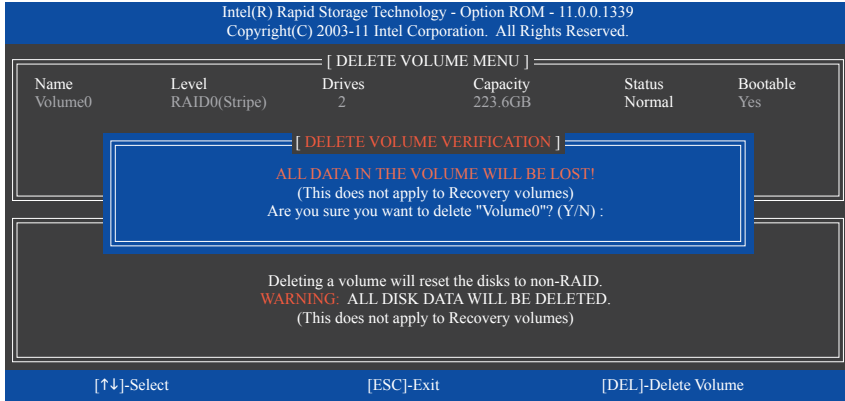 Intel(R) Rapid Storage Technology - Option ROM - 11.0.0.1339
Copyright(C) 2003-11 Intel Corporation. All Rights Reserved.
[ DELETE VOLUME MENU ]
Name Level Drives Capacity Status Bootable
Volume0 RAID0(Stripe) 2 223.6GB Normal Yes
[ DELETE VOLUME VERIFICATION ]
ALL DATA IN THE VOLUME WILL BE LOST!
(This does not apply to Recovery volumes)
Are you sure you want to delete "Volume0"? (Y/N) :
Deleting a volume will reset the disks to non-RAID.
WARNING: ALL DISK DATA WILL BE DELETED.
(This does not apply to Recovery volumes)
[↑↓]-Select [ESC]-Exit [DEL]-Delete Volume